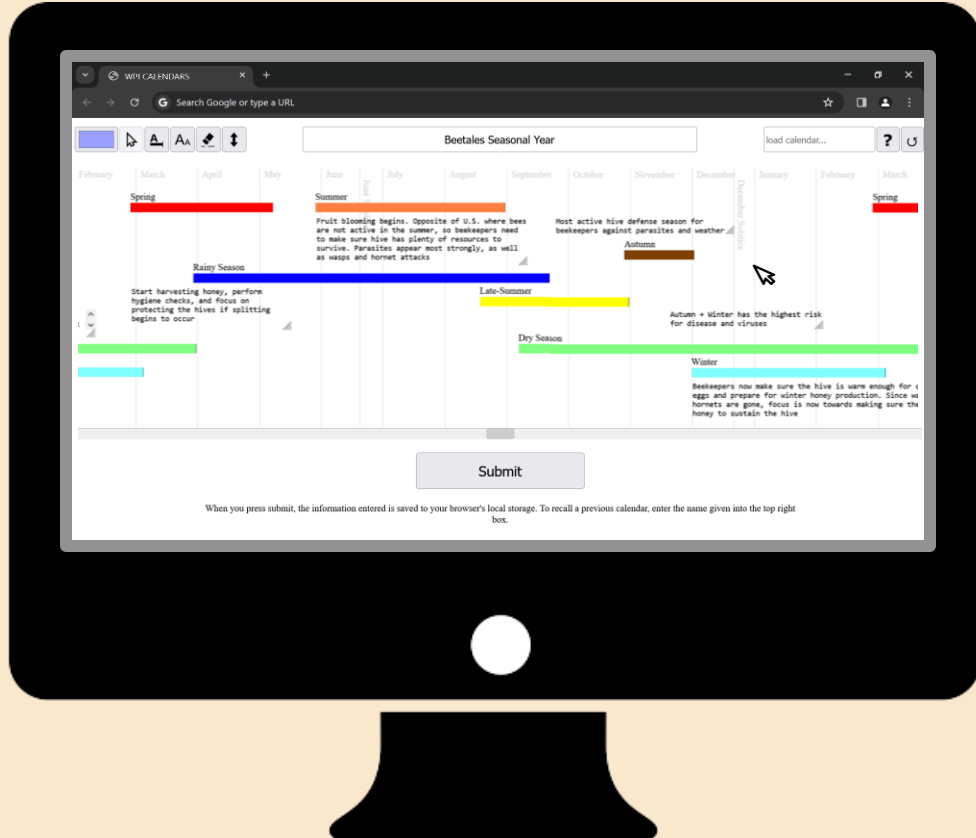 WPI CALENDARS
Search Google or type a URL
Beetales Seasonal Year
load calendar...
?
February March April May June July August September October November December January February March
December Solstice
Spring
Summer
Spring
Fruit blooming begins. Opposite of U.S. where bees
are not active in the summer, so beekeepers need
to make sure hive has plenty of resources to
survive. Parasites appear most strongly, as well
as wasps and hornet attacks
Most active hive defense season for
beekeepers against parasites and weather
Autumn
Rainy Season
Start harvesting honey, perform
hygiene checks, and focus on
protecting the hives if splitting
begins to occur
Late-Summer
Autumn + Winter has the highest risk
for disease and viruses
Dry Season
Winter
Beekeepers now make sure the hive is warm enough for
eggs and prepare for winter honey production. Since
hornets are gone, focus is now towards making sure the
honey to sustain the hive
Submit
When you press submit, the information entered is saved to your browser's local storage. To recall a previous calendar, enter the name given into the top right
box.